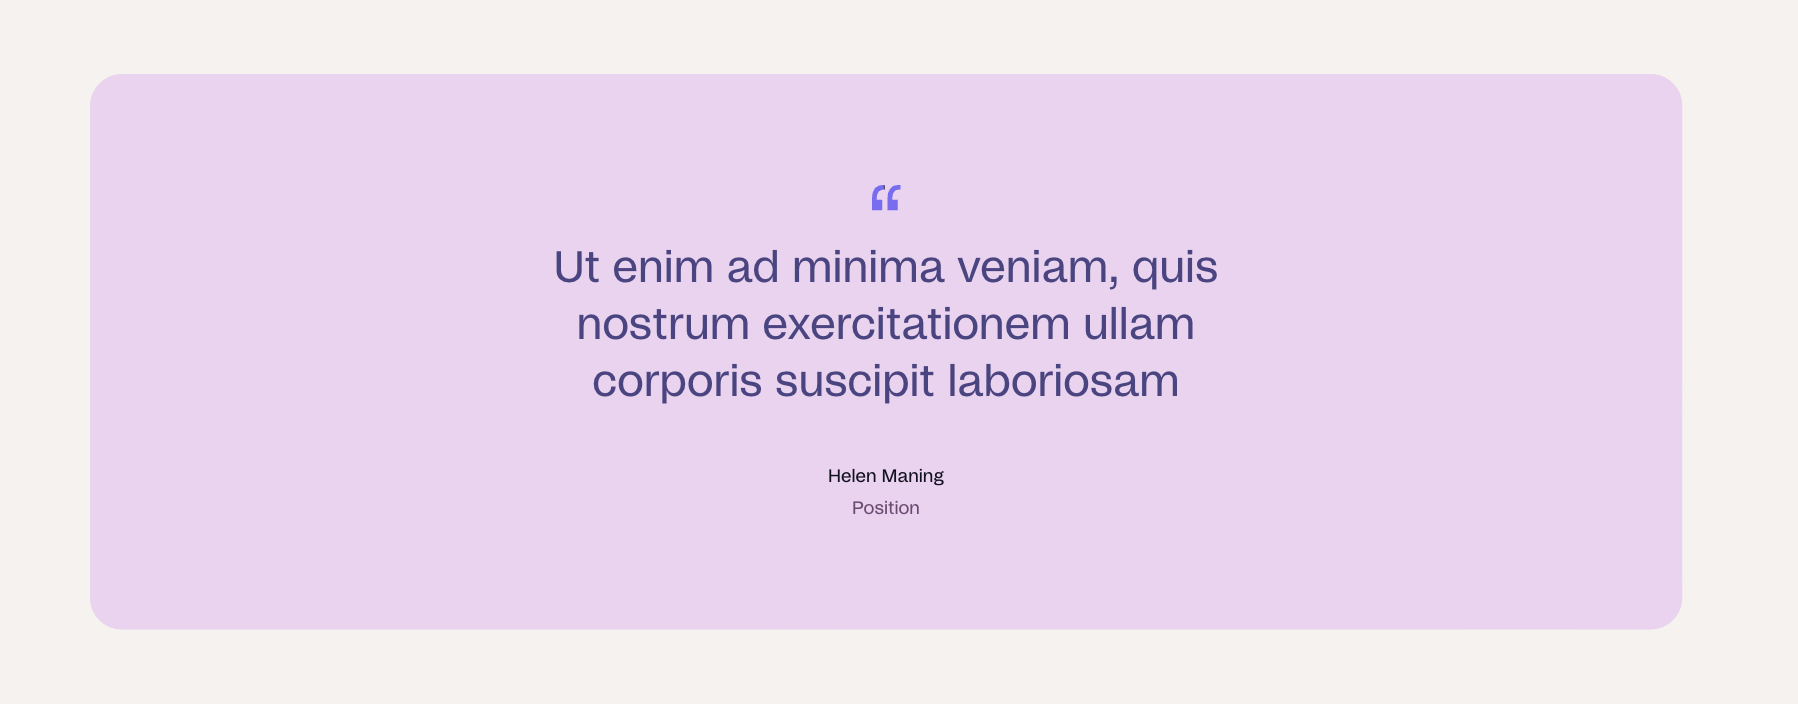 “
Ut enim ad minima veniam, quis
nostrum exercitationem ullam
corporis suscipit laboriosam
Helen Maning
Position